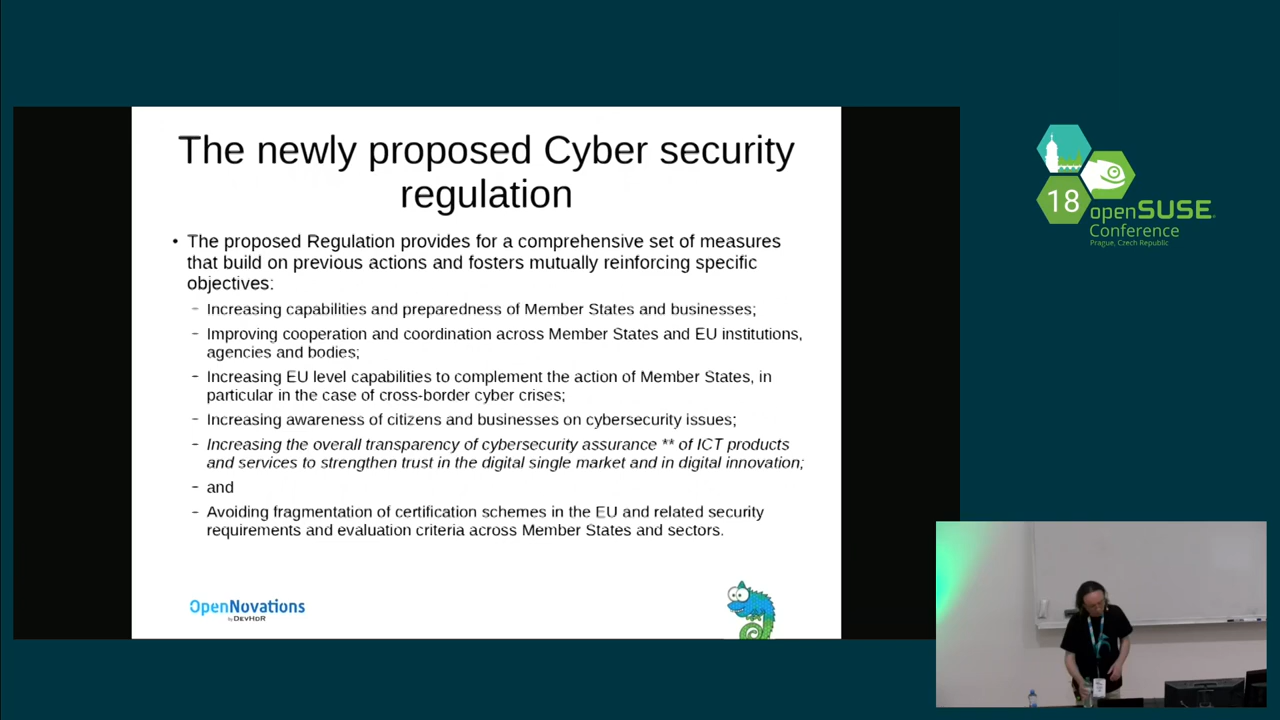 The newly proposed Cyber security
regulation
• The proposed Regulation provides for a comprehensive set of measures
that build on previous actions and fosters mutually reinforcing specific
objectives:
– Increasing capabilities and preparedness of Member States and businesses;
– Improving cooperation and coordination across Member States and EU institutions,
agencies and bodies;
– Increasing EU level capabilities to complement the action of Member States, in
particular in the case of cross-border cyber crises;
– Increasing awareness of citizens and businesses on cybersecurity issues;
– Increasing the overall transparency of cybersecurity assurance ** of ICT products
and services to strengthen trust in the digital single market and in digital innovation;
– and
– Avoiding fragmentation of certification schemes in the EU and related security
requirements and evaluation criteria across Member States and sectors.
OpenNovations
by DEVHDR
18
openSUSE
Conference
Prague, Czech Republic